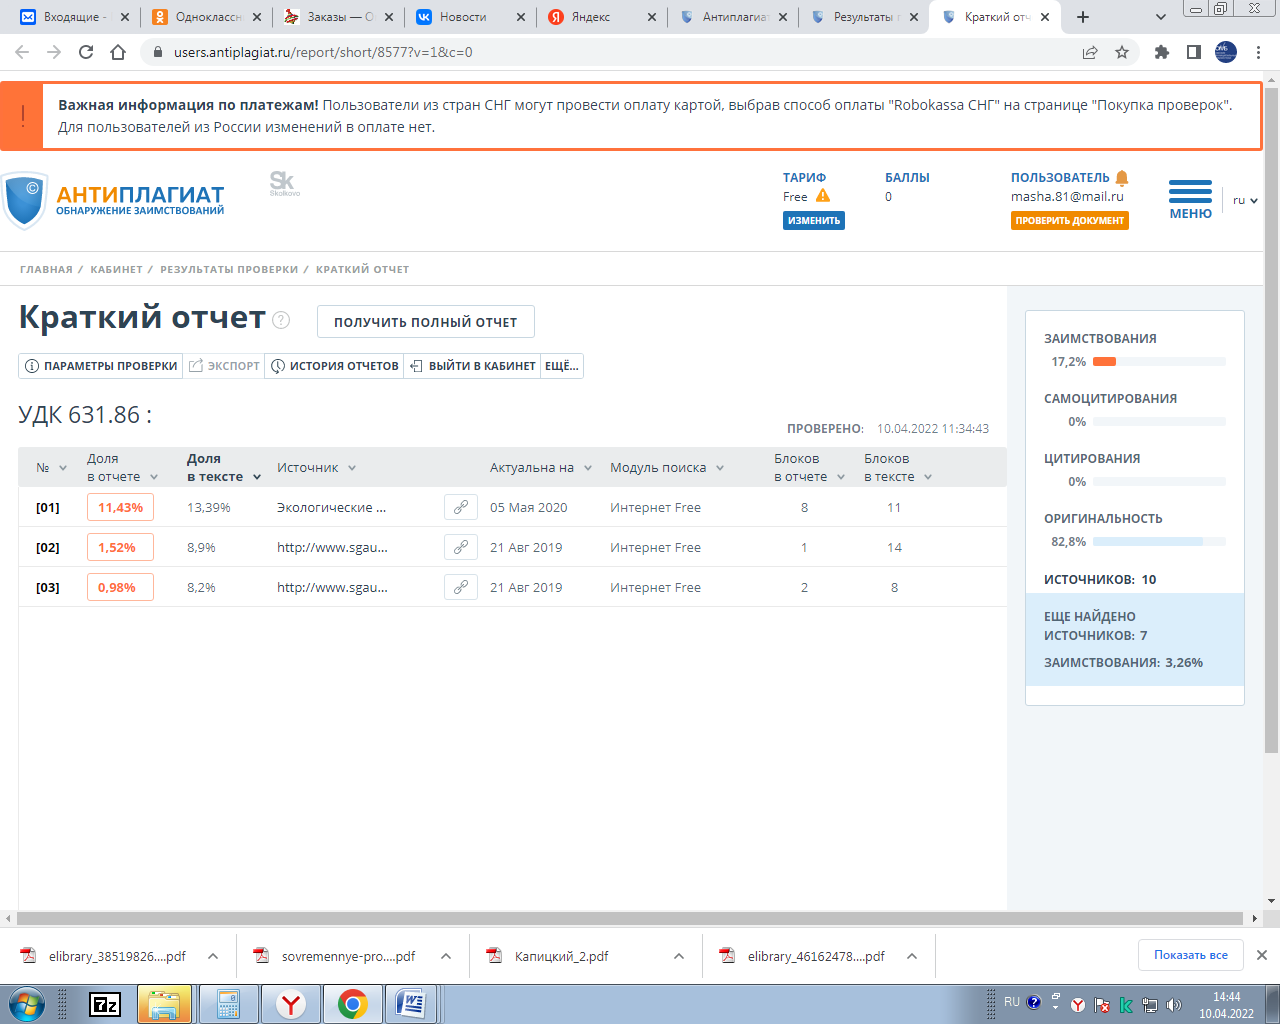 Входящие -
Одноклассн
Заказы — О
Новости
Яндекс
Антиплагиат
Результаты п
Краткий отч
users.antiplagiat.ru/report/short/8577?v=1&c=0
! Важная информация по платежам! Пользователи из стран СНГ могут провести оплату картой, выбрав способ оплаты "Robokassa СНГ" на странице "Покупка проверок".
Для пользователей из России изменений в оплате нет.
© АНТИПЛАГИАТ
ОБНАРУЖЕНИЕ ЗАИМСТВОВАНИЙ
Sk
Skolkovo
ТАРИФ
Free
ИЗМЕНИТЬ
БАЛЛЫ
0
ПОЛЬЗОВАТЕЛЬ
masha.81@mail.ru
ПРОВЕРИТЬ ДОКУМЕНТ
МЕНЮ
ru
ГЛАВНАЯ / КАБИНЕТ / РЕЗУЛЬТАТЫ ПРОВЕРКИ / КРАТКИЙ ОТЧЕТ
Краткий отчет ?
ПОЛУЧИТЬ ПОЛНЫЙ ОТЧЕТ
ПАРАМЕТРЫ ПРОВЕРКИ ЭКСПОРТ ИСТОРИЯ ОТЧЕТОВ ВЫЙТИ В КАБИНЕТ ЕЩЁ...
УДК 631.86 :
ПРОВЕРЕНО: 10.04.2022 11:34:43
№ Доля в отчете Доля в тексте Источник Актуальна на Модуль поиска Блоков в отчете Блоков в тексте
[01] 11,43% 13,39% Экологические ... 05 Мая 2020 Интернет Free 8 11
[02] 1,52% 8,9% http://www.sgau... 21 Авг 2019 Интернет Free 1 14
[03] 0,98% 8,2% http://www.sgau... 21 Авг 2019 Интернет Free 2 8
ЗАИМСТВОВАНИЯ
17,2%
САМОЦИТИРОВАНИЯ
0%
ЦИТИРОВАНИЯ
0%
ОРИГИНАЛЬНОСТЬ
82,8%
ИСТОЧНИКОВ: 10
ЕЩЕ НАЙДЕНО
ИСТОЧНИКОВ: 7
ЗАИМСТВОВАНИЯ: 3,26%
elibrary_38519826....pdf
sovremennye-pro....pdf
Капицкий_2.pdf
elibrary_46162478....pdf
Показать все
7z
RU
14:44
10.04.2022